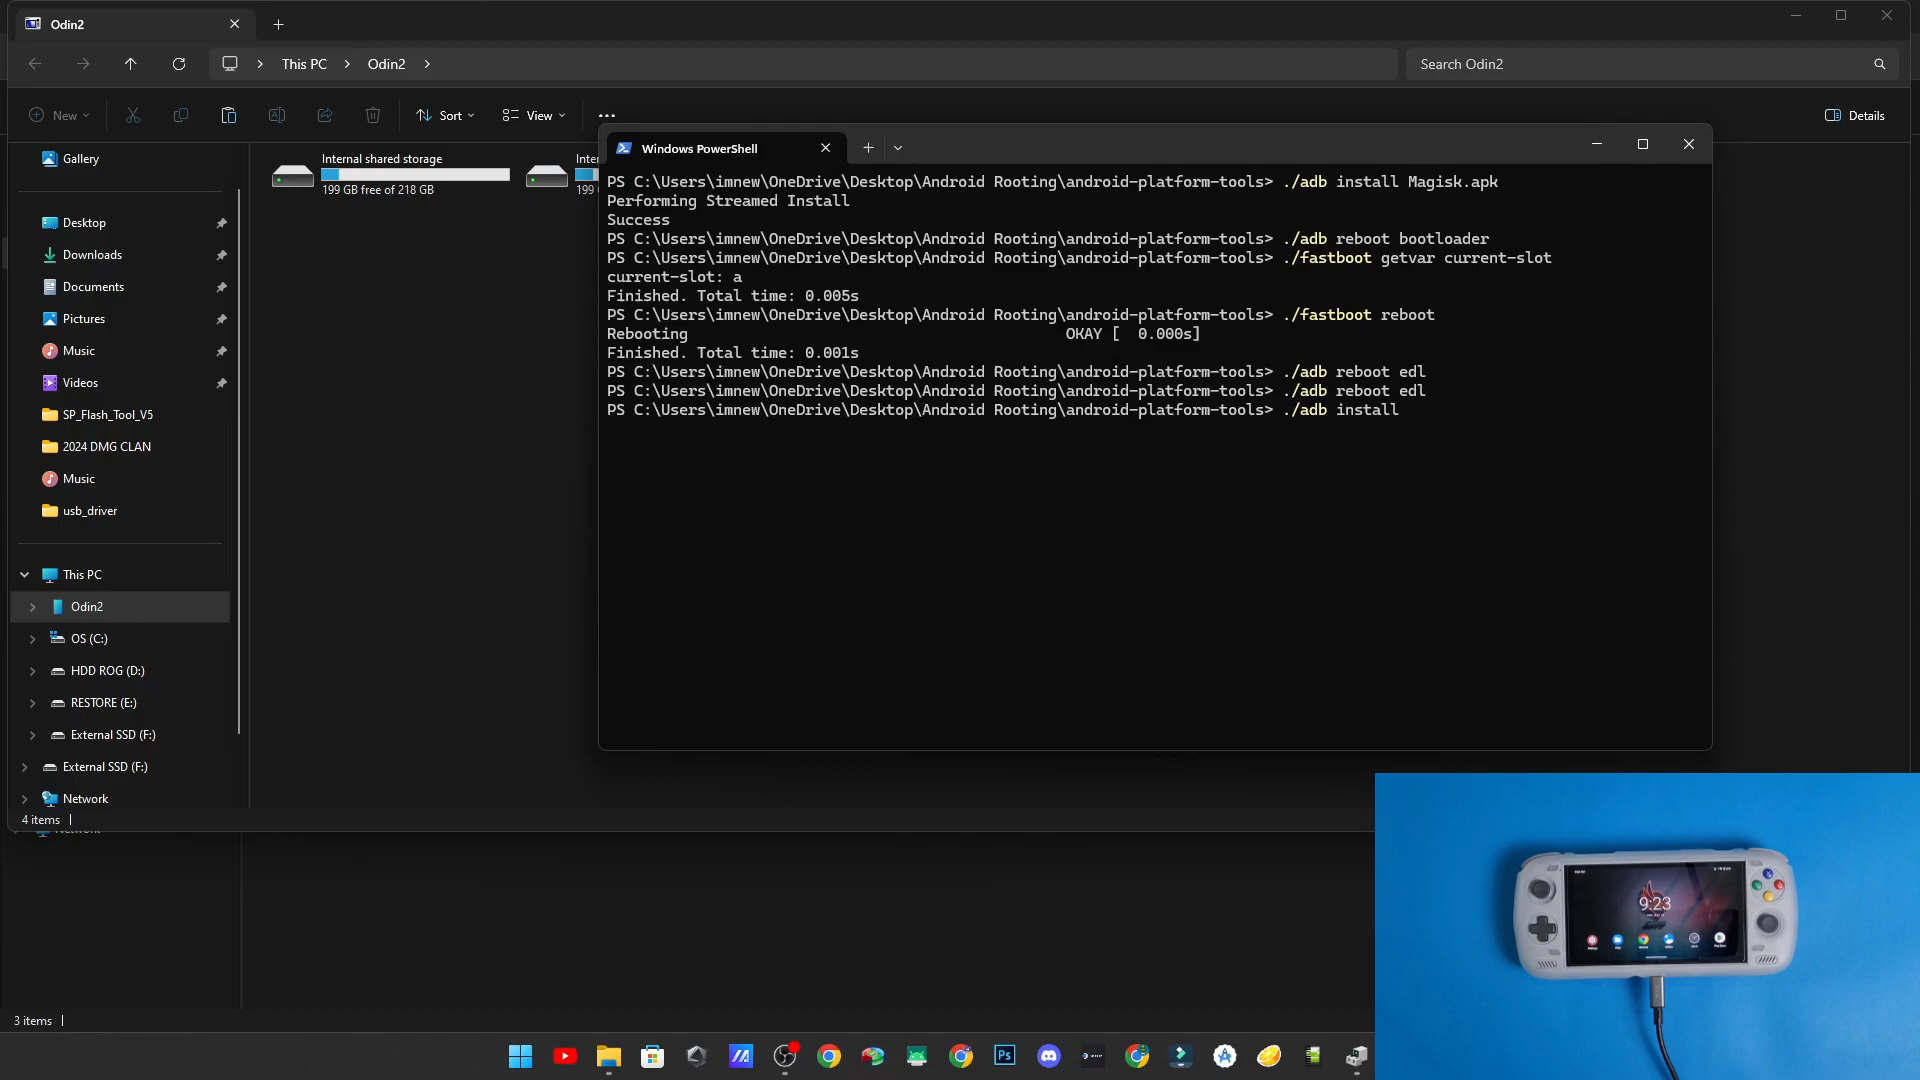 Odin2
This PC
Odin2
Search Odin2
New
Sort
View
Details
Gallery
Desktop
Downloads
Documents
Pictures
Music
Videos
SP_Flash_Tool_V5
2024 DMG CLAN
Music
usb_driver
This PC
Odin2
OS (C:)
HDD ROG (D:)
RESTORE (E:)
External SSD (F:)
External SSD (F:)
Network
4 items
Network
3 items
Internal shared storage
199 GB free of 218 GB
Inter
199
Windows PowerShell
PS C:\Users\imnew\OneDrive\Desktop\Android Rooting\android-platform-tools> ./adb install Magisk.apk
Performing Streamed Install
Success
PS C:\Users\imnew\OneDrive\Desktop\Android Rooting\android-platform-tools> ./adb reboot bootloader
PS C:\Users\imnew\OneDrive\Desktop\Android Rooting\android-platform-tools> ./fastboot getvar current-slot
current-slot: a
Finished. Total time: 0.005s
PS C:\Users\imnew\OneDrive\Desktop\Android Rooting\android-platform-tools> ./fastboot reboot
Rebooting OKAY [  0.000s]
Finished. Total time: 0.001s
PS C:\Users\imnew\OneDrive\Desktop\Android Rooting\android-platform-tools> ./adb reboot edl
PS C:\Users\imnew\OneDrive\Desktop\Android Rooting\android-platform-tools> ./adb reboot edl
PS C:\Users\imnew\OneDrive\Desktop\Android Rooting\android-platform-tools> ./adb install
9:23
Ps